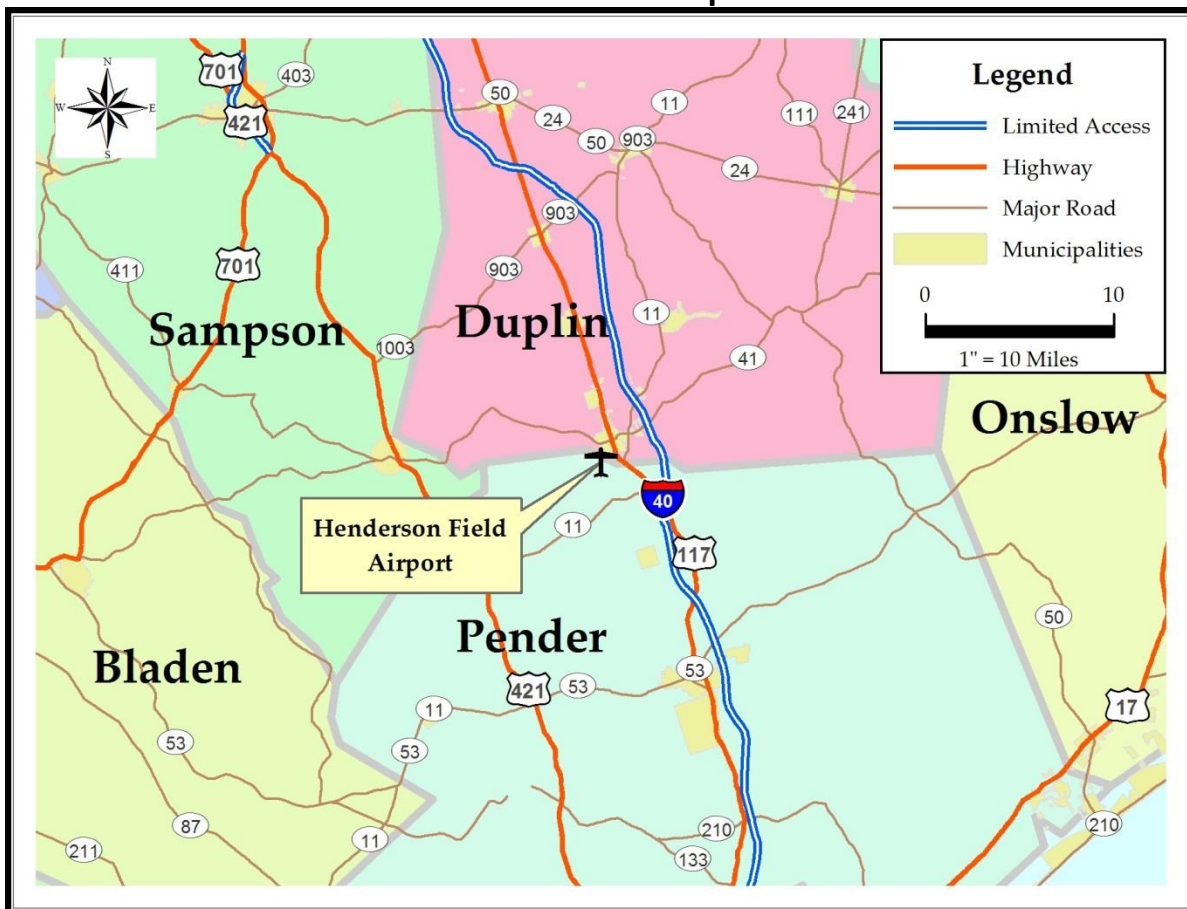 N
W
E
S
701
403
421
50
24
50
903
11
111
241
24
903
903
701
411
Sampson
1003
Duplin
11
41
Legend
Limited Access
Highway
Major Road
Municipalities
0
10
1" = 10 Miles
Onslow
Henderson Field
Airport
40
11
117
Pender
Bladen
50
53
53
421
11
53
53
17
87
11
210
133
210
211